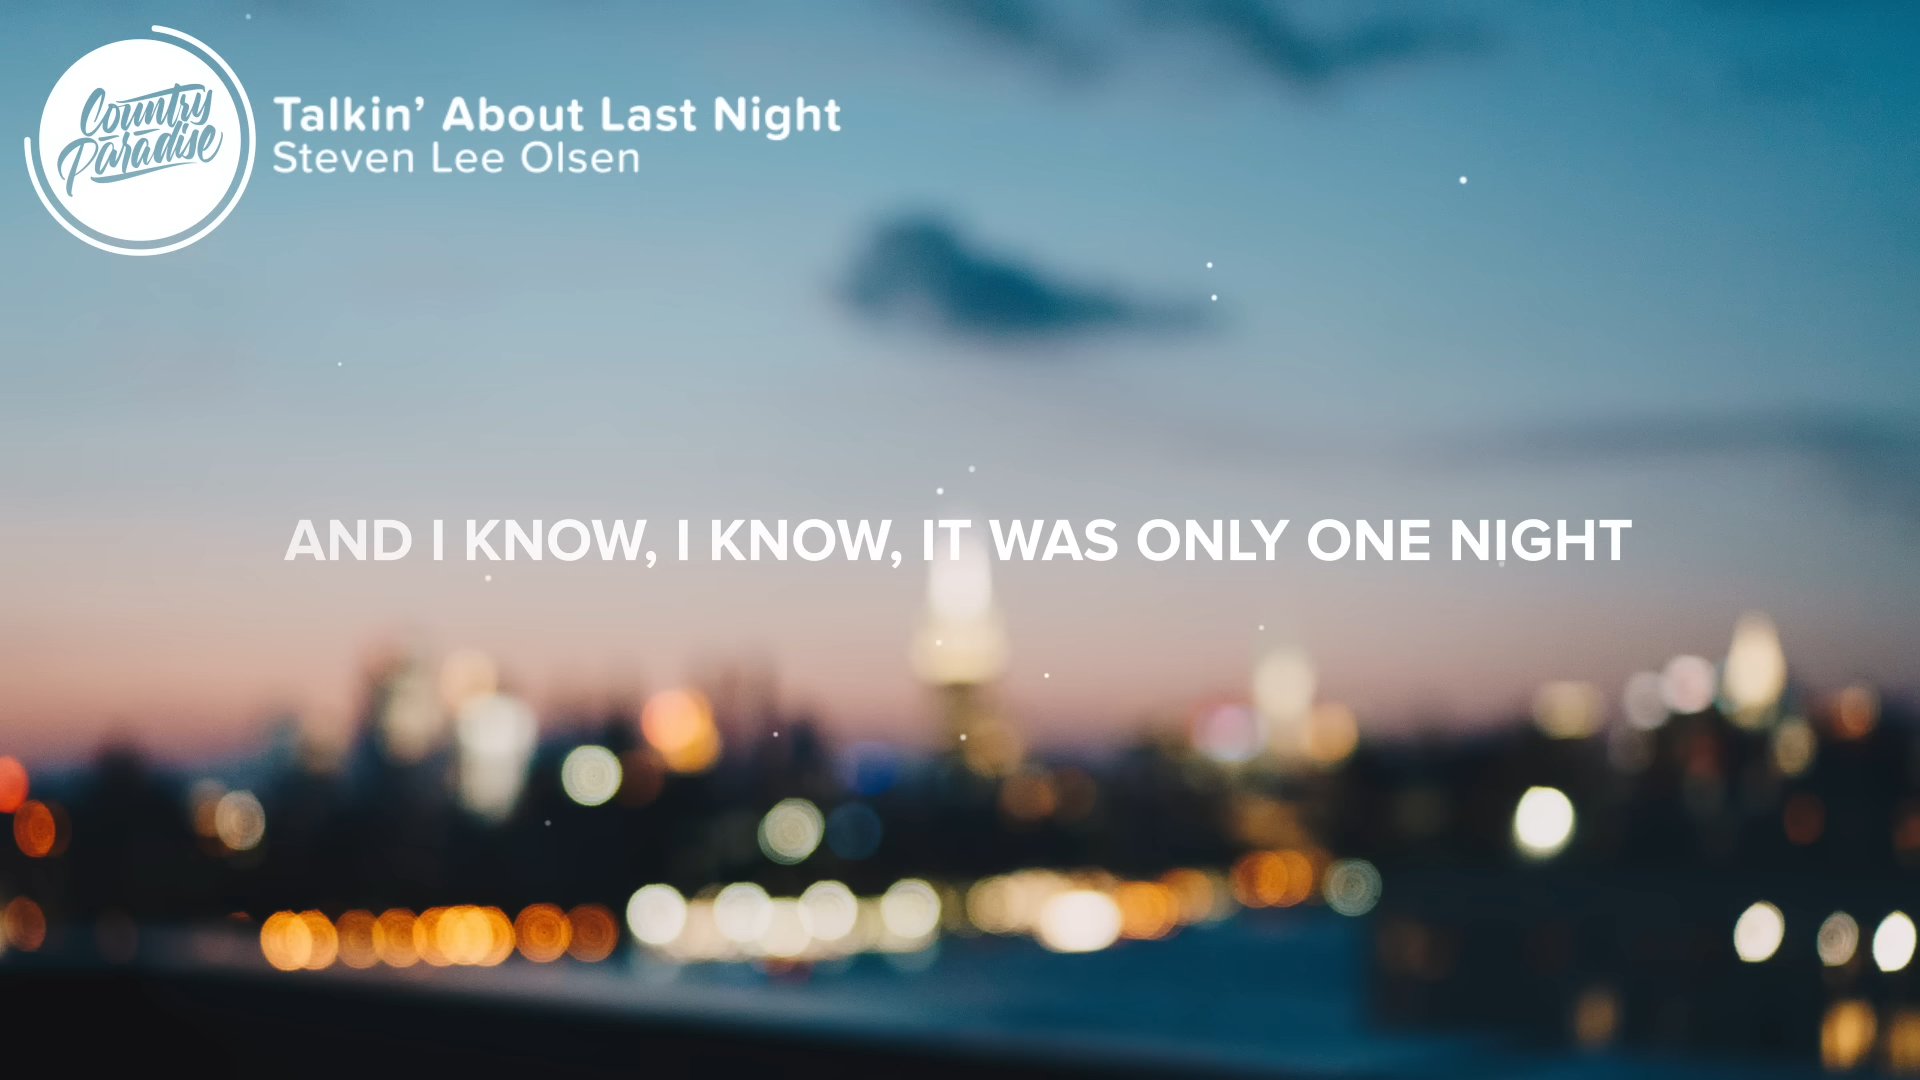 Country
Paradise
Talkin’ About Last Night
Steven Lee Olsen
AND I KNOW, I KNOW, IT WAS ONLY ONE NIGHT